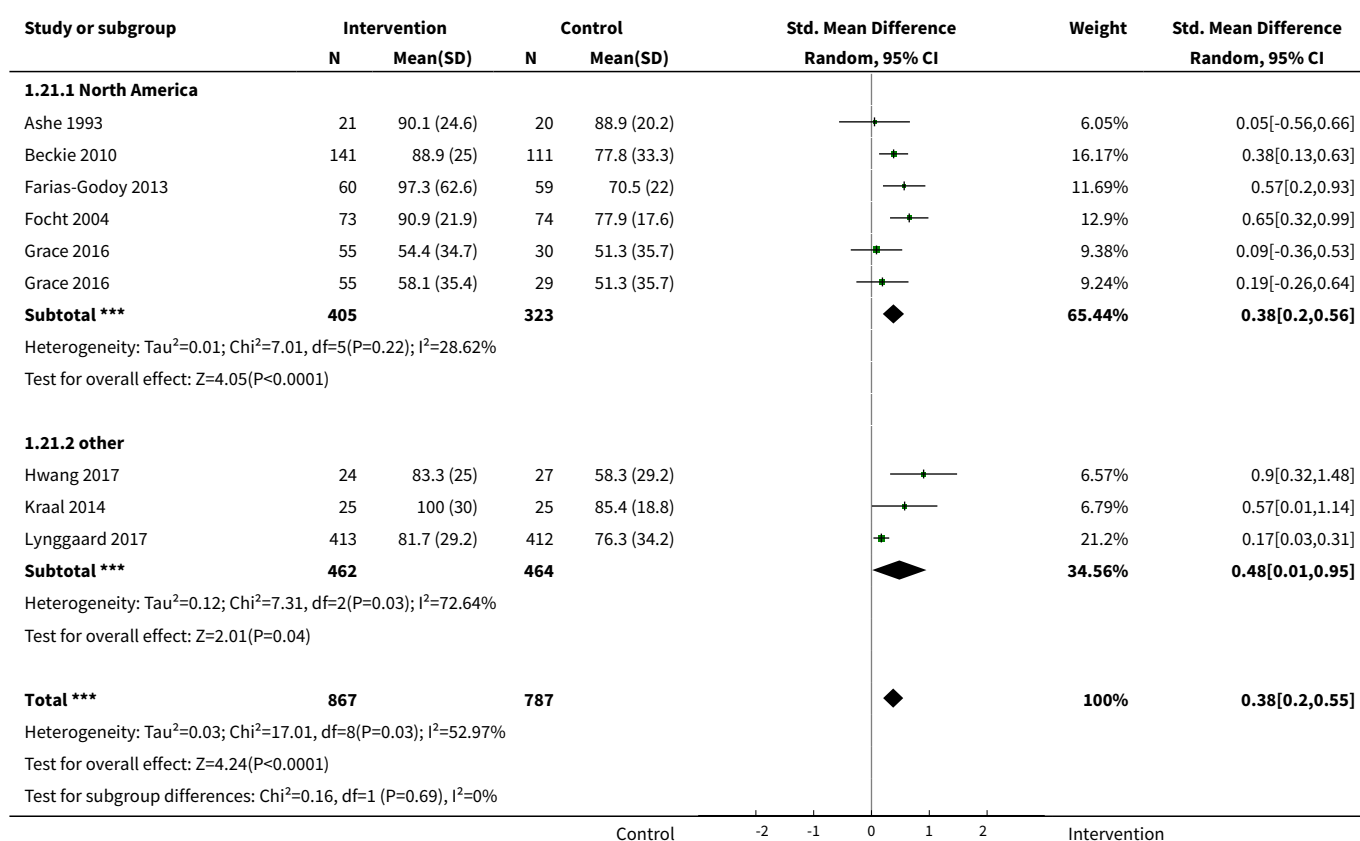 Study or subgroup Intervention Control Std. Mean Difference Weight Std. Mean Difference
N Mean(SD) N Mean(SD) Random, 95% CI Random, 95% CI
1.21.1 North America
Ashe 1993 21 90.1 (24.6) 20 88.9 (20.2) 6.05% 0.05[-0.56,0.66]
Beckie 2010 141 88.9 (25) 111 77.8 (33.3) 16.17% 0.38[0.13,0.63]
Farias-Godoy 2013 60 97.3 (62.6) 59 70.5 (22) 11.69% 0.57[0.2,0.93]
Focht 2004 73 90.9 (21.9) 74 77.9 (17.6) 12.9% 0.65[0.32,0.99]
Grace 2016 55 54.4 (34.7) 30 51.3 (35.7) 9.38% 0.09[-0.36,0.53]
Grace 2016 55 58.1 (35.4) 29 51.3 (35.7) 9.24% 0.19[-0.26,0.64]
Subtotal *** 405 323 65.44% 0.38[0.2,0.56]
Heterogeneity: Tau²=0.01; Chi²=7.01, df=5(P=0.22); I²=28.62%
Test for overall effect: Z=4.05(P<0.0001)
1.21.2 other
Hwang 2017 24 83.3 (25) 27 58.3 (29.2) 6.57% 0.9[0.32,1.48]
Kraal 2014 25 100 (30) 25 85.4 (18.8) 6.79% 0.57[0.01,1.14]
Lynggaard 2017 413 81.7 (29.2) 412 76.3 (34.2) 21.2% 0.17[0.03,0.31]
Subtotal *** 462 464 34.56% 0.48[0.01,0.95]
Heterogeneity: Tau²=0.12; Chi²=7.31, df=2(P=0.03); I²=72.64%
Test for overall effect: Z=2.01(P=0.04)
Total *** 867 787 100% 0.38[0.2,0.55]
Heterogeneity: Tau²=0.03; Chi²=17.01, df=8(P=0.03); I²=52.97%
Test for overall effect: Z=4.24(P<0.0001)
Test for subgroup differences: Chi²=0.16, df=1 (P=0.69), I²=0%
Control -2 -1 0 1 2 Intervention